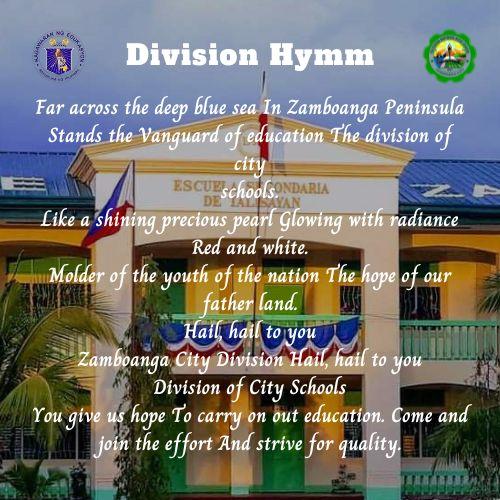 Division Hymm
KAGAWARAN NG EDUKASYON
Far across the deep blue sea In Zamboanga Peninsula
Stands the Vanguard of education The division of
city
schools.
ESCUELA SECONDARIA
DE TALISAYAN
ZA
Like a shining precious pearl Glowing with radiance
Red and white.
Molder of the youth of the nation The hope of our
father land.
Hail, hail to you
Zamboanga City Division Hail, hail to you
Division of City Schools
You give us hope To carry on out education. Come and
join the effort And strive for quality.